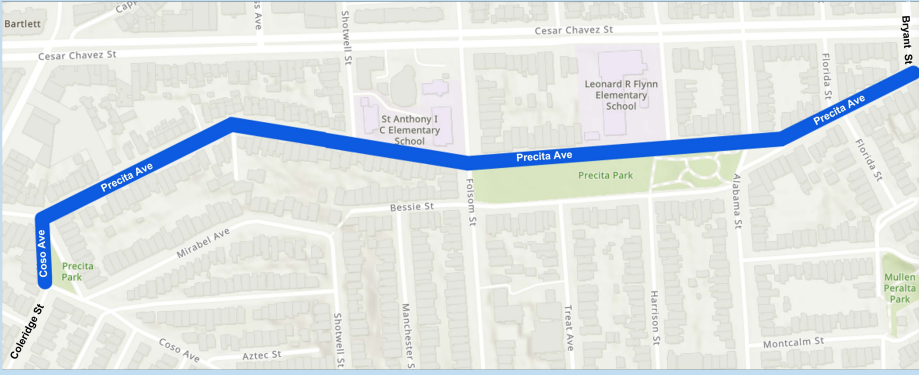 Bartlett
Capp
ss Ave
Shotwell St
Cesar Chavez St
Cesar Chavez St
Bryant St
Florida St
Leonard R Flynn
Elementary
School
St Anthony I
C Elementary
School
Precita Ave
Precita Ave
Precita Ave
Florida St
Precita Park
Alabama St
Folsom St
Bessie St
Mirabel Ave
Coso Ave
Precita
Park
Mullen
Peralta
Park
Coleridge St
Shotwell St
Manchester S
Treat Ave
Harrison St
Coso Ave
Aztec St
Montcalm St